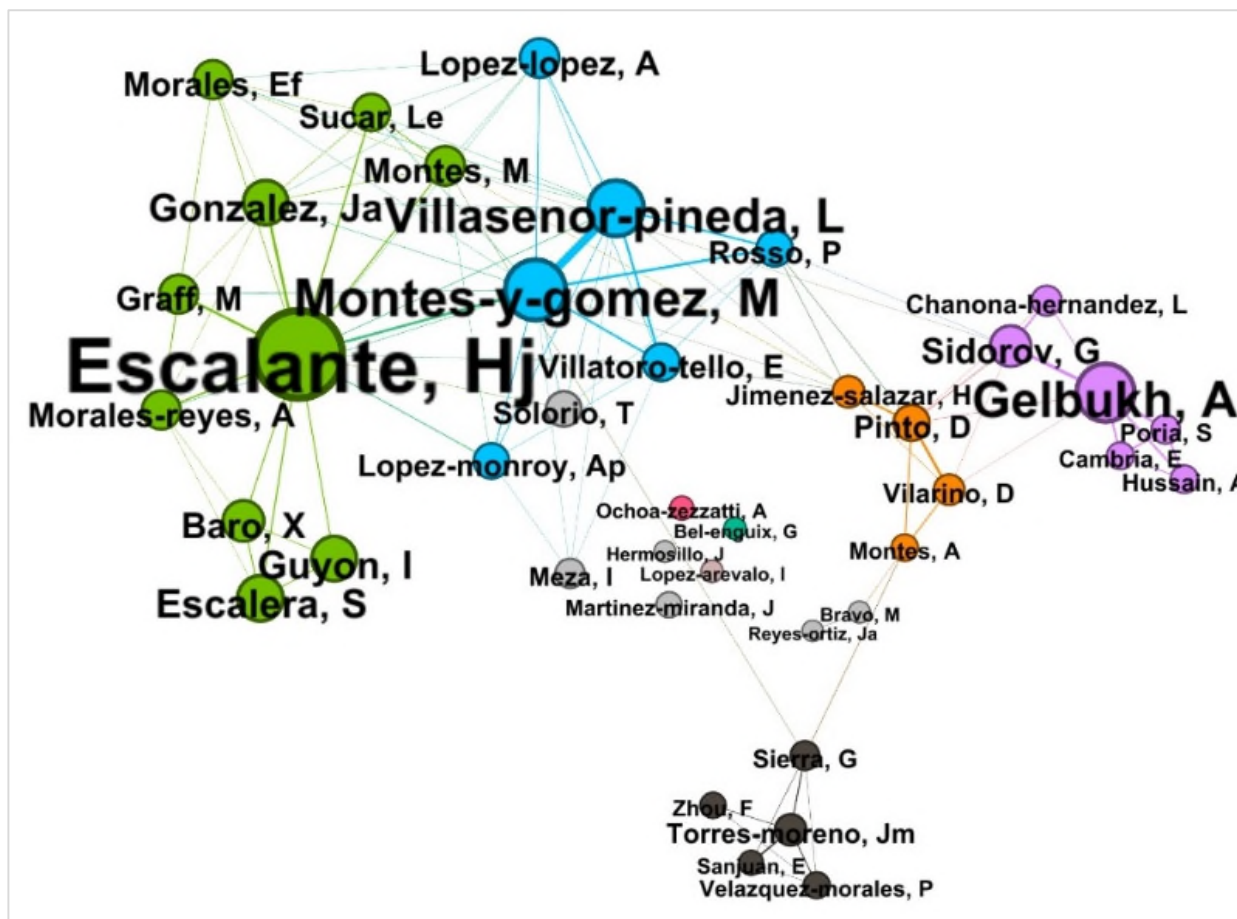 Lopez-lopez, A
Morales, Ef
Sucar, Le
Montes, M
Gonzalez, Ja
Villasenor-pineda, L
Rosso, P
Graff, M
Montes-y-gomez, M
Chanona-hernandez, L
Sidorov, G
Escalante, Hj
Villatoro-tello, E
Jimenez-salazar, H
Gelbukh, A
Morales-reyes, A
Solorio, T
Pinto, D
Poria, S
Cambria, E
Lopez-monroy, Ap
Hussain, A
Vilarino, D
Ochoa-zezzatti, A
Baro, X
Bel-enguix, G
Hermosillo, J
Montes, A
Guyon, I
Meza, I
Lopez-arevalo, I
Escalera, S
Martinez-miranda, J
Bravo, M
Reyes-ortiz, Ja
Sierra, G
Zhou, F
Torres-moreno, Jm
Sanjuan, E
Velazquez-morales, P